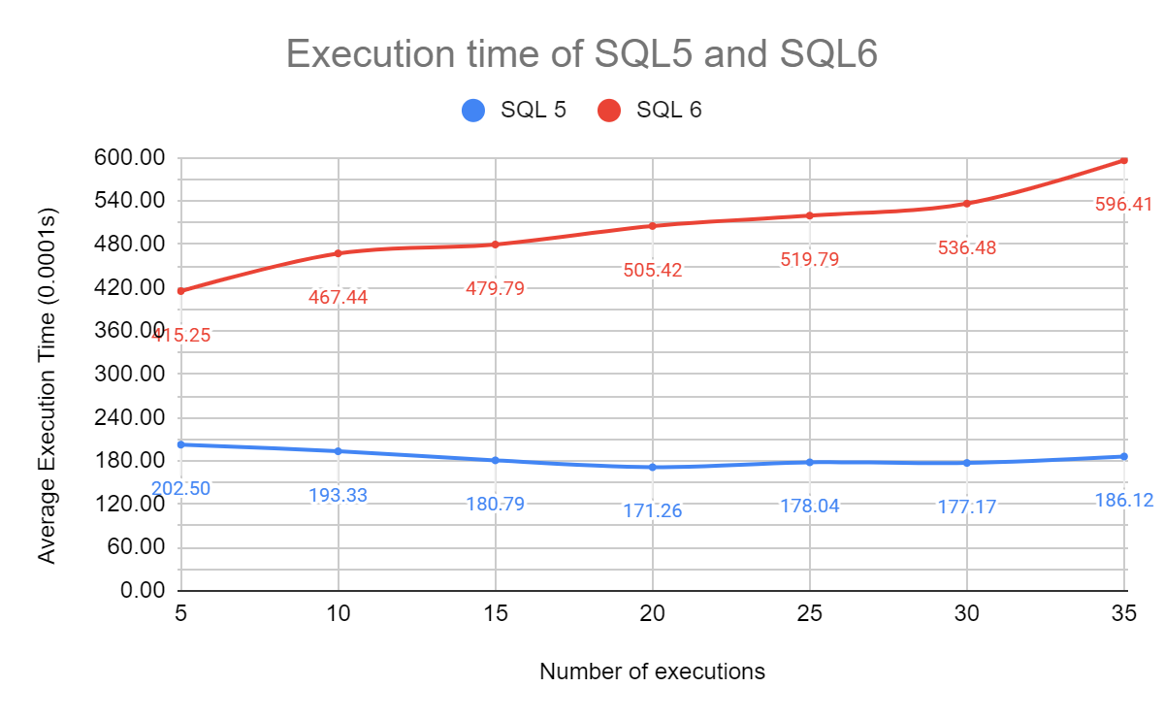 Execution time of SQL5 and SQL6
SQL 5 SQL 6
Average Execution Time (0.0001s)
600.00
540.00
480.00
420.00
360.00
300.00
240.00
180.00
120.00
60.00
0.00
415.25 467.44 479.79 505.42 519.79 536.48 596.41
202.50 193.33 180.79 171.26 178.04 177.17 186.12
5 10 15 20 25 30 35
Number of executions